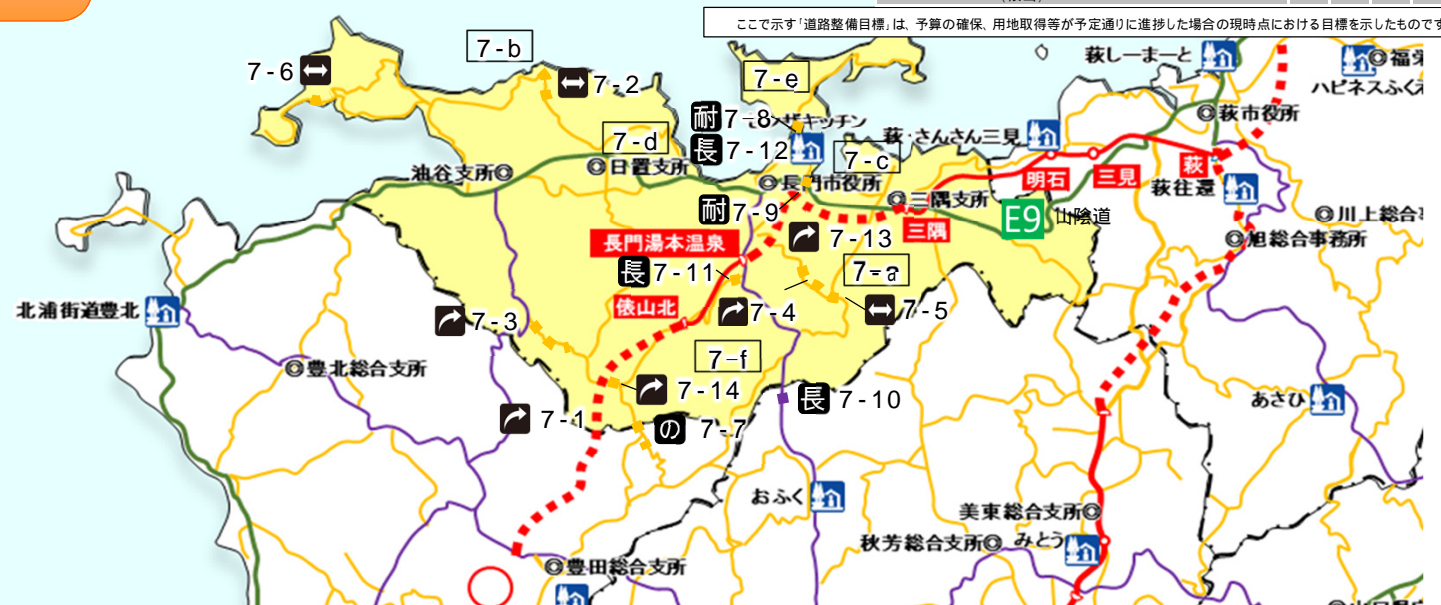 ここで示す「道路整備目標」は、予算の確保、用地取得等が予定通りに進捗した場合の現時点における目標を示したものです
7-b
7-6
7-2
7-e
萩しーまーと
ハピネスふく
耐 7-8
キッチン
萩市役所
7-d
長 7-12
萩・さんさん三見
7-c
油谷支所
日置支所
長門市役所
明石
三見
萩
萩往還
三隅支所
E9 山陰道
川上総合
耐 7-9
三隅
旭総合事務所
長門湯本温泉
7-13
長 7-11
7-a
北浦街道豊北
俵山北
7-3
7-4
7-5
豊北総合支所
7-f
7-14
長 7-10
あさひ
7-1
の 7-7
おふく
美東総合支所
秋芳総合支所
みとう
豊田総合支所